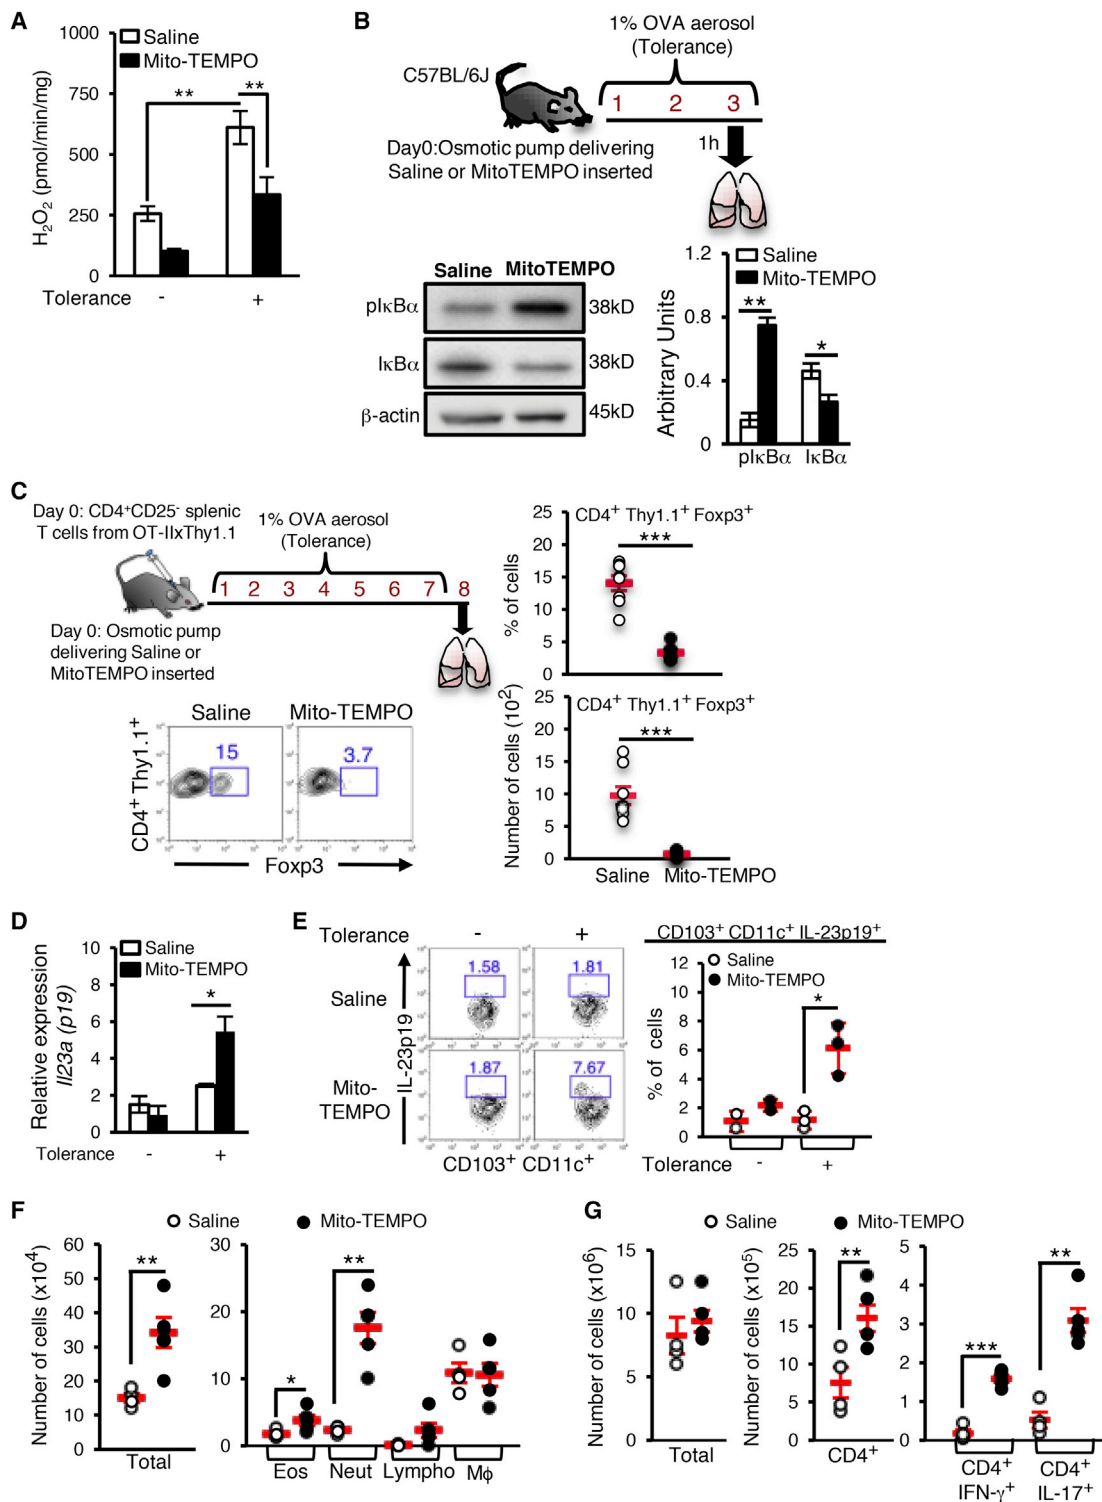 A
1000
750
500
250
0
H₂O₂ (pmol/min/mg)
Saline
Mito-TEMPO
**
**
Tolerance - +
B
1% OVA aerosol
(Tolerance)
C57BL/6J
1 2 3
Day0:Osmotic pump delivering
Saline or MitoTEMPO inserted
1h
Saline MitoTEMPO
pIκBα 38kD
IκBα 38kD
β-actin 45kD
1.2
0.8
0.4
0
Arbitrary Units
Saline
Mito-TEMPO
**
*
pIκBα IκBα
C
Day 0: CD4⁺CD25⁻ splenic
T cells from OT-IIxThy1.1
1% OVA aerosol
(Tolerance)
1 2 3 4 5 6 7 8
Day 0: Osmotic pump
delivering Saline or
MitoTEMPO inserted
Saline Mito-TEMPO
15 3.7
CD4⁺ Thy1.1⁺
Foxp3
25
20
15
10
5
0
% of cells
CD4⁺ Thy1.1⁺ Foxp3⁺
***
25
20
15
10
5
0
Number of cells (10²)
CD4⁺ Thy1.1⁺ Foxp3⁺
***
Saline Mito-TEMPO
D
10
8
6
4
2
0
Relative expression
Il23a (p19)
Saline
Mito-TEMPO
*
Tolerance - +
E
Tolerance - +
Saline
1.58 1.81
Mito-
TEMPO
1.87 7.67
IL-23p19
CD103⁺ CD11c⁺
CD103⁺ CD11c⁺ IL-23p19⁺
12
10
8
6
4
2
0
% of cells
Saline
Mito-TEMPO
*
Tolerance - +
F
Saline Mito-TEMPO
60
50
40
30
20
10
0
Number of cells (x10⁴)
**
Total
30
20
10
0
*
**
Eos Neut Lympho Mϕ
G
Saline Mito-TEMPO
15
10
5
0
Number of cells (x10⁶)
Total
25
20
15
10
5
0
Number of cells (x10⁵)
**
CD4⁺
5
4
3
2
1
0
***
**
CD4⁺ CD4⁺
IFN-γ⁺ IL-17⁺